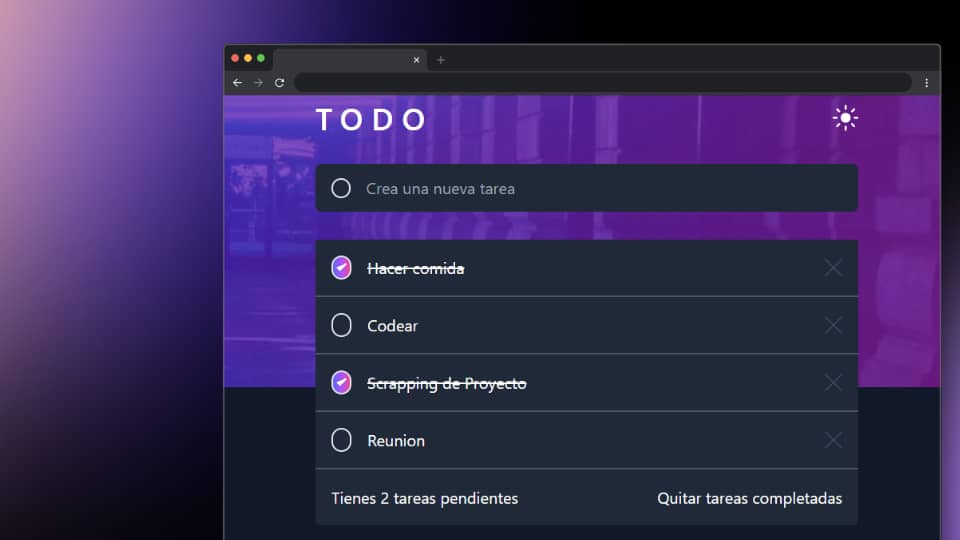 TODO
Crea una nueva tarea
Hacer comida
Codear
Scrapping de Proyecto
Reunion
Tienes 2 tareas pendientes
Quitar tareas completadas